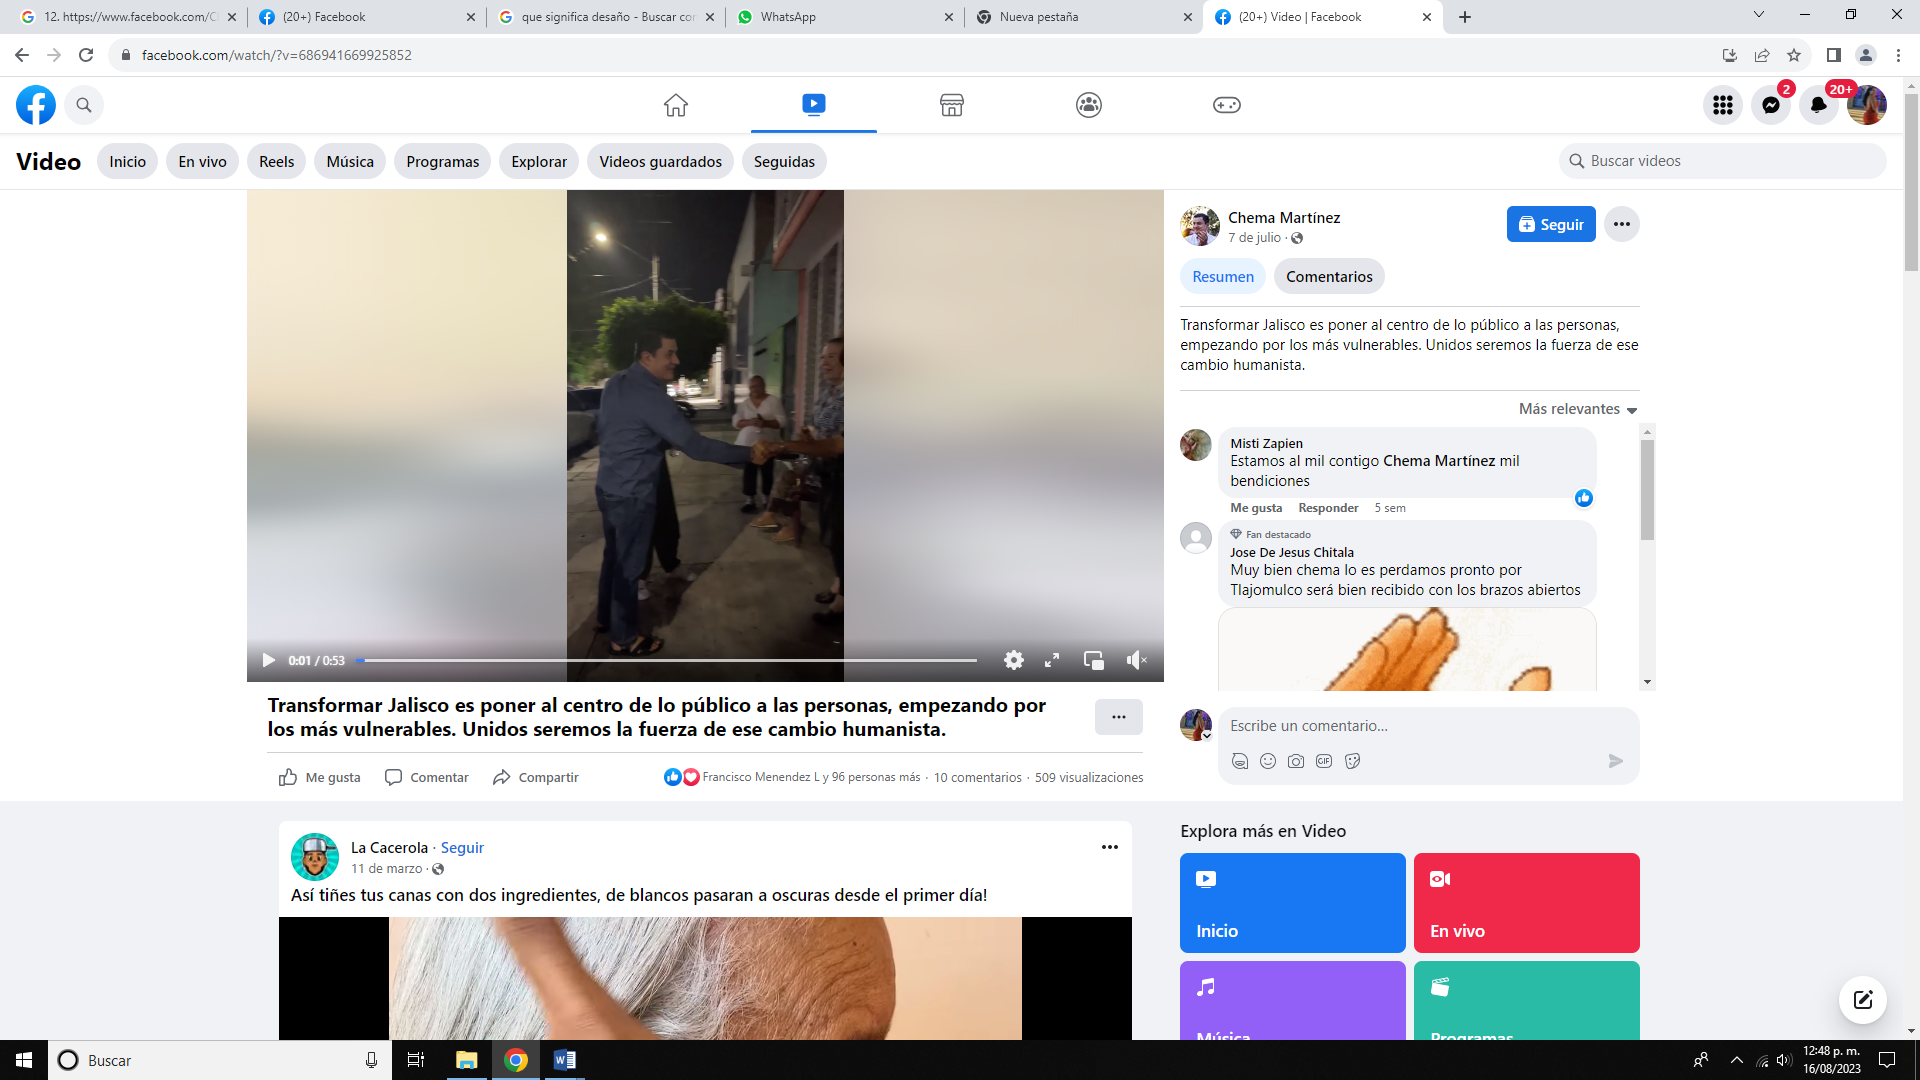 12. https://www.facebook.com/C
(20+) Facebook
que significa desaño - Buscar con
WhatsApp
Nueva pestaña
(20+) Video | Facebook
facebook.com/watch/?v=686941669925852
2
20+
Video
Inicio
En vivo
Reels
Música
Programas
Explorar
Videos guardados
Seguidas
Buscar videos
0:01 / 0:53
Transformar Jalisco es poner al centro de lo público a las personas, empezando por
los más vulnerables. Unidos seremos la fuerza de ese cambio humanista.
Me gusta
Comentar
Compartir
Francisco Menendez L y 96 personas más · 10 comentarios · 509 visualizaciones
Chema Martínez
7 de julio ·
Seguir
Resumen
Comentarios
Transformar Jalisco es poner al centro de lo público a las personas,
empezando por los más vulnerables. Unidos seremos la fuerza de ese
cambio humanista.
Más relevantes
Misti Zapien
Estamos al mil contigo Chema Martínez mil
bendiciones
Me gusta Responder 5 sem
Fan destacado
Jose De Jesus Chitala
Muy bien chema lo es perdamos pronto por
Tlajomulco será bien recibido con los brazos abiertos
Escribe un comentario...
GIF
La Cacerola · Seguir
11 de marzo ·
Así tiñes tus canas con dos ingredientes, de blancos pasaran a oscuras desde el primer día!
Explora más en Video
Inicio
En vivo
Música
Programas
Buscar
12:48 p. m.
16/08/2023